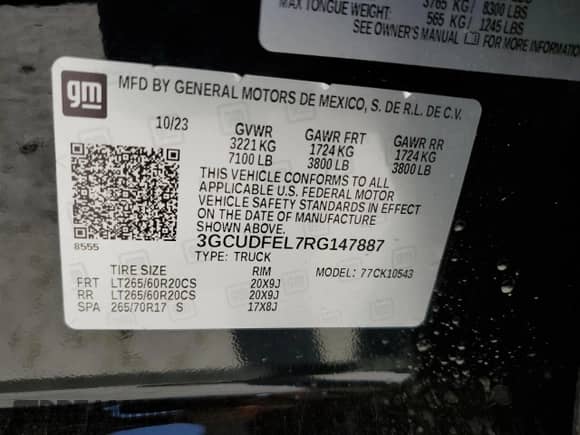 3765 KG / 8300 LBS
MAX TONGUE WEIGHT: 565 KG / 1245 LBS
SEE OWNER'S MANUAL FOR MORE INFORMATION
gm
MFD BY GENERAL MOTORS DE MEXICO, S. DE R.L. DE C.V.
10/23 GVWR GAWR FRT GAWR RR
3221 KG 1724 KG 1724 KG
7100 LB 3800 LB 3800 LB
THIS VEHICLE CONFORMS TO ALL
APPLICABLE U.S. FEDERAL MOTOR
VEHICLE SAFETY STANDARDS IN EFFECT
ON THE DATE OF MANUFACTURE
SHOWN ABOVE.
8555 3GCUDFEL7RG147887
TYPE: TRUCK MODEL: 77CK10543
TIRE SIZE RIM
FRT LT265/60R20CS 20X9J
RR LT265/60R20CS 20X9J
SPA 265/70R17 S 17X8J